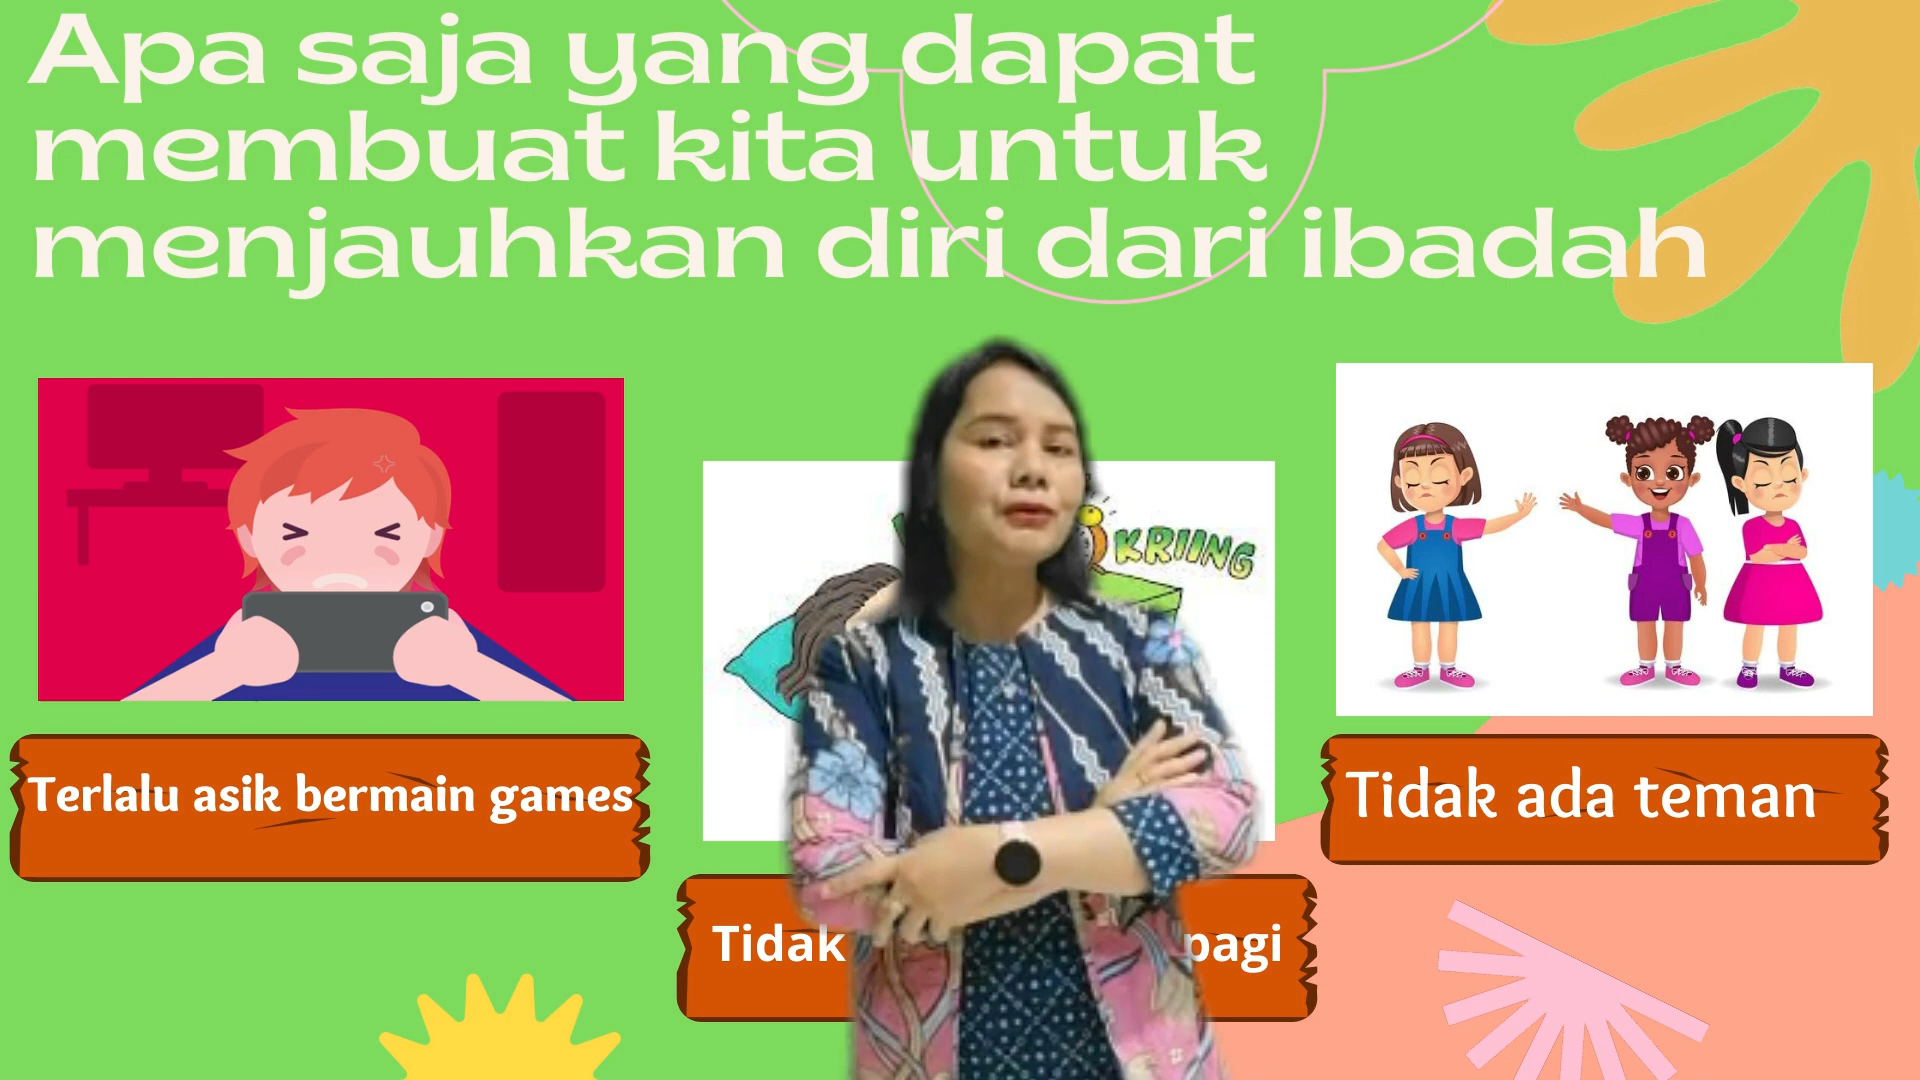 Apa saja yang dapat
membuat kita untuk
menjauhkan diri dari ibadah
KRIING
Terlalu asik bermain games
Tidak ada teman
Tidak pagi